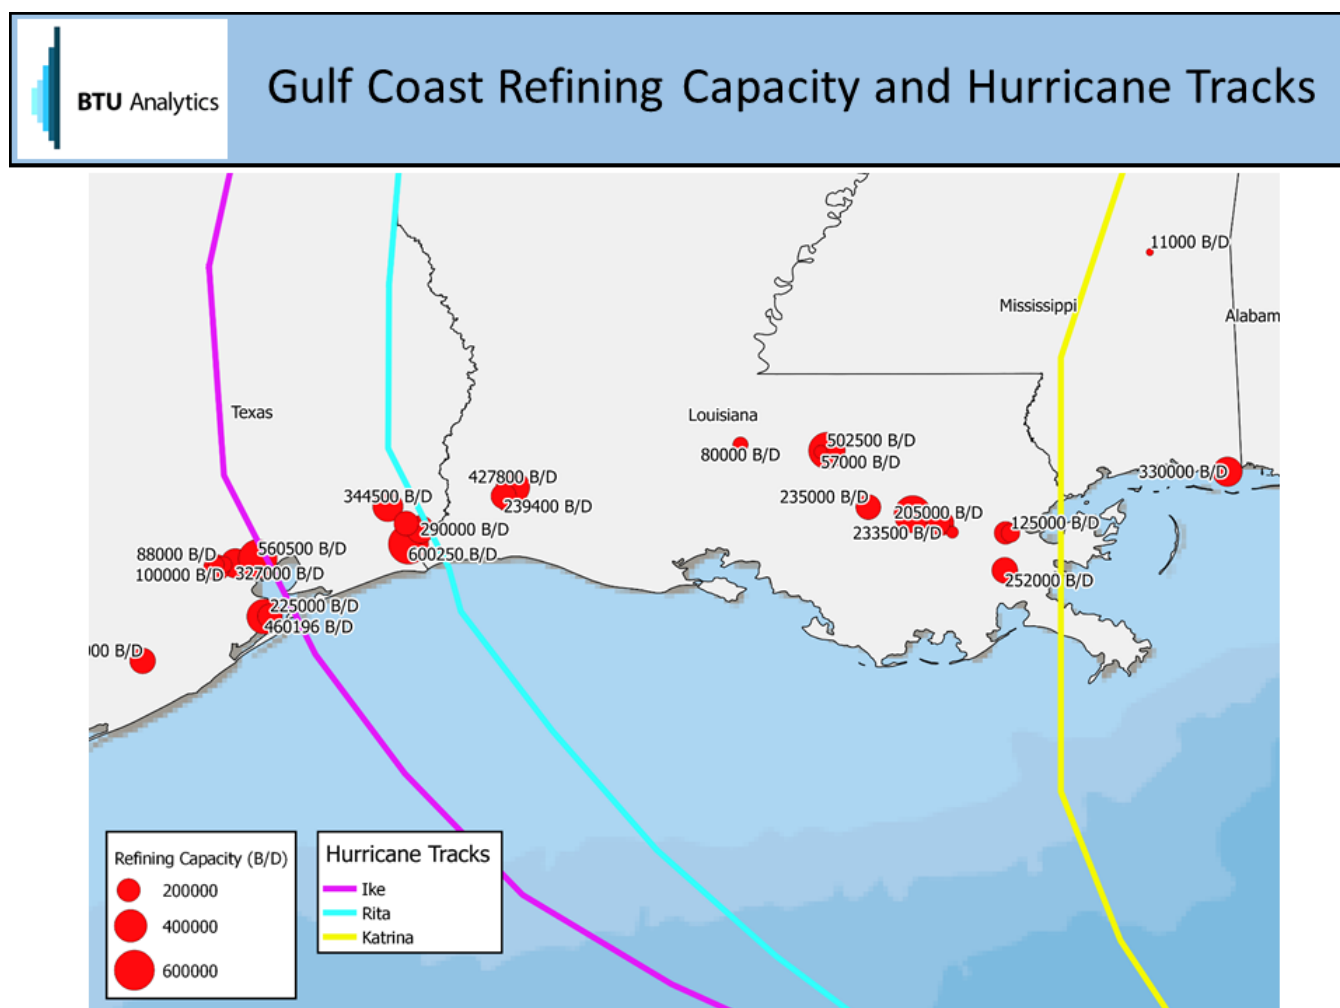 BTU Analytics
Gulf Coast Refining Capacity and Hurricane Tracks
11000 B/D
Mississippi
Alabam
Texas
Louisiana
502500 B/D
80000 B/D
57000 B/D
330000 B/D
427800 B/D
344500 B/D
239400 B/D
235000 B/D
205000 B/D
290000 B/D
233500 B/D
125000 B/D
600250 B/D
560500 B/D
88000 B/D
100000 B/D
327000 B/D
252000 B/D
225000 B/D
460196 B/D
000 B/D
Refining Capacity (B/D)
200000
400000
600000
Hurricane Tracks
Ike
Rita
Katrina